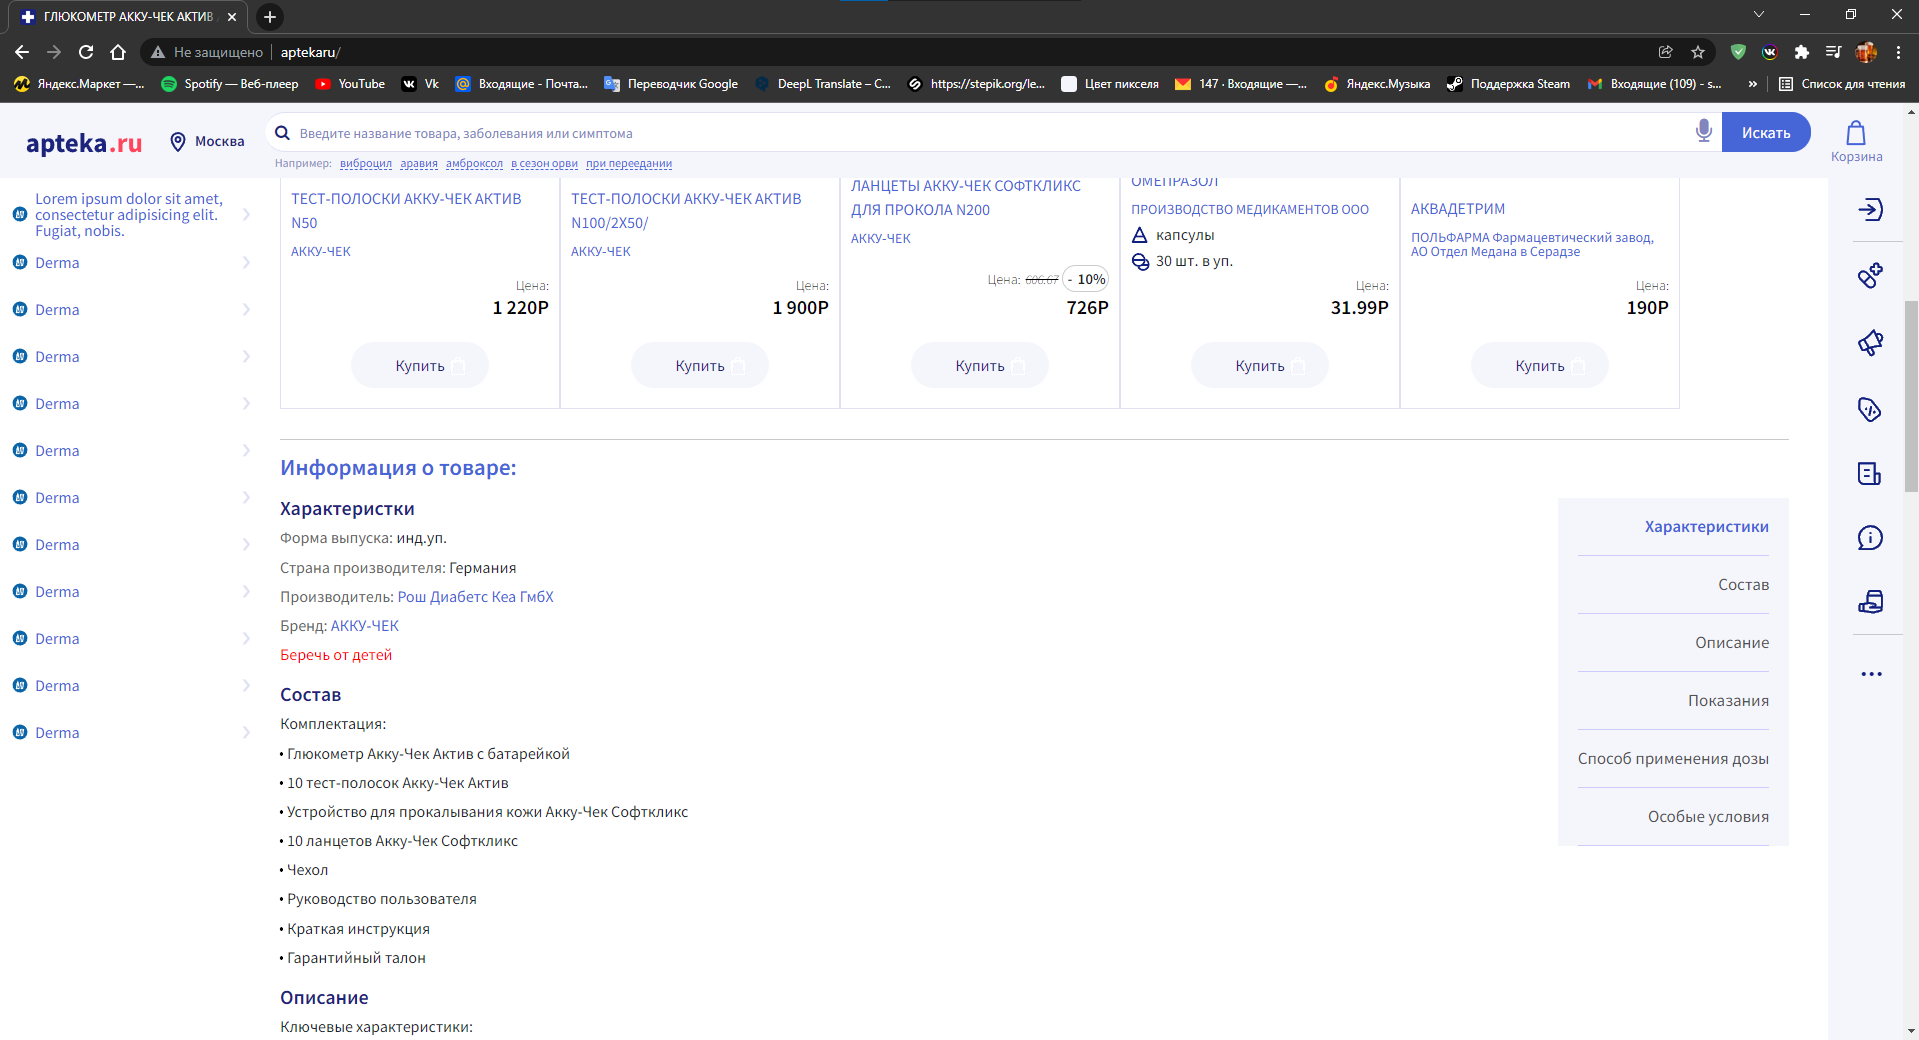 ГЛЮКОМЕТР АККУ-ЧЕК АКТИВ
Не защищено
aptekaru/
Яндекс.Маркет —...
Spotify — Веб-плеер
YouTube
Vk
Входящие - Почта...
Переводчик Google
DeepL Translate – C...
https://stepik.org/le...
Цвет пикселя
147 · Входящие —...
Яндекс.Музыка
Поддержка Steam
Входящие (109) - s...
»
Список для чтения
apteka.ru
Москва
Введите название товара, заболевания или симптома
Искать
Корзина
Например: виброцил аравия амброксол в сезон орви при переедании
Lorem ipsum dolor sit amet,
consectetur adipisicing elit.
Fugiat, nobis.
Derma
Derma
Derma
Derma
Derma
Derma
Derma
Derma
Derma
Derma
Derma
ТЕСТ-ПОЛОСКИ АККУ-ЧЕК АКТИВ
N50
АККУ-ЧЕК
Цена:
1 220Р
Купить
ТЕСТ-ПОЛОСКИ АККУ-ЧЕК АКТИВ
N100/2X50/
АККУ-ЧЕК
Цена:
1 900Р
Купить
ЛАНЦЕТЫ АККУ-ЧЕК СОФТКЛИКС
ДЛЯ ПРОКОЛА N200
АККУ-ЧЕК
Цена: 606.67 - 10%
726Р
Купить
ОМЕПРАЗОЛ
ПРОИЗВОДСТВО МЕДИКАМЕНТОВ ООО
капсулы
30 шт. в уп.
Цена:
31.99Р
Купить
АКВАДЕТРИМ
ПОЛЬФАРМА Фармацевтический завод,
АО Отдел Медана в Серадзе
Цена:
190Р
Купить
Информация о товаре:
Характеристки
Форма выпуска: инд.уп.
Страна производителя: Германия
Производитель: Рош Диабетс Кеа ГмбХ
Бренд: АККУ-ЧЕК
Беречь от детей
Состав
Комплектация:
• Глюкометр Акку-Чек Актив с батарейкой
• 10 тест-полосок Акку-Чек Актив
• Устройство для прокалывания кожи Акку-Чек Софткликс
• 10 ланцетов Акку-Чек Софткликс
• Чехол
• Руководство пользователя
• Краткая инструкция
• Гарантийный талон
Описание
Ключевые характеристики:
Характеристики
Состав
Описание
Показания
Способ применения дозы
Особые условия